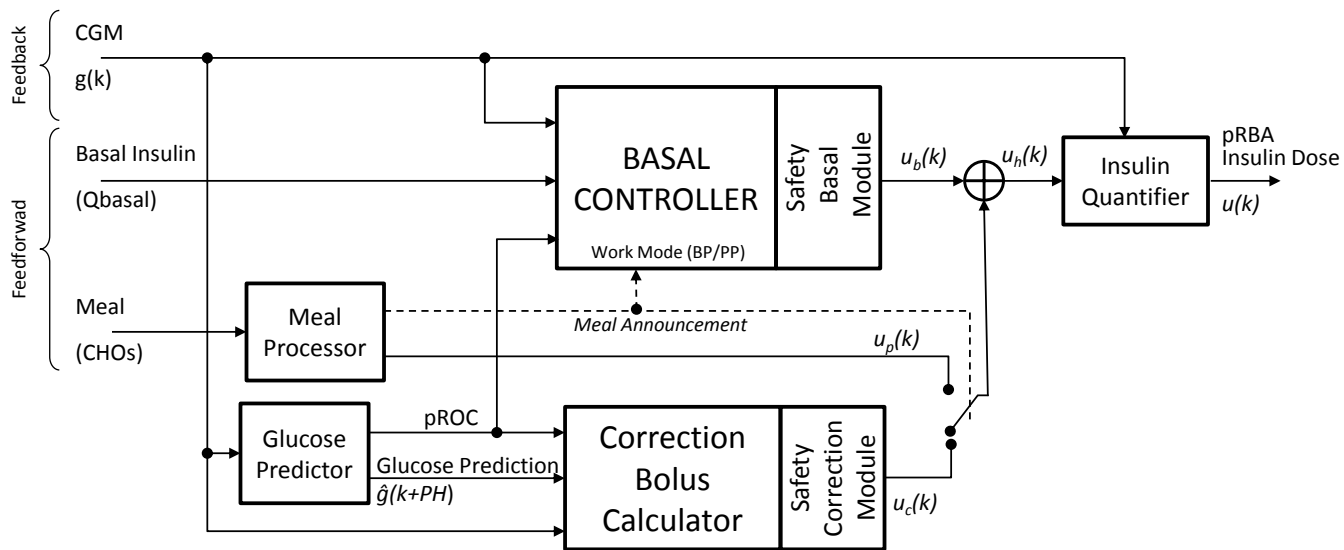 Feedback
CGM
g(k)
Feedforwad
Basal Insulin
(Qbasal)
Meal
(CHOs)
BASAL
CONTROLLER
Work Mode (BP/PP)
Safety
Basal
Module
u_b(k)
u_h(k)
Insulin
Quantifier
pRBA
Insulin Dose
u(k)
Meal
Processor
Meal Announcement
u_p(k)
Glucose
Predictor
pROC
Glucose Prediction
ĝ(k+PH)
Correction
Bolus
Calculator
Safety
Correction
Module
u_c(k)